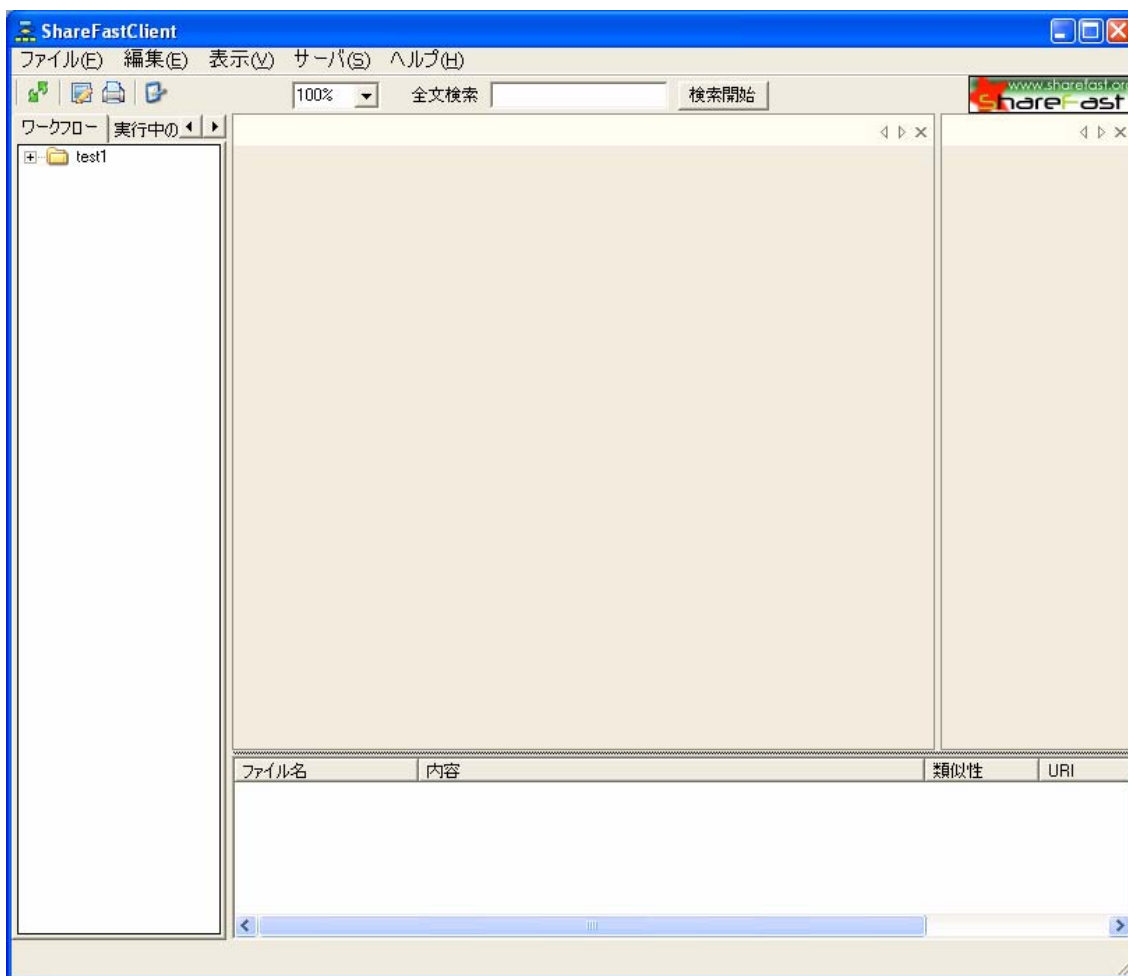 ShareFastClient
ファイル(F) 編集(E) 表示(V) サーバ(S) ヘルプ(H)
100% 全文検索 検索開始 www.sharefast.org
ShareFast
ワークフロー 実行中の
test1
ファイル名 内容 類似性 URI